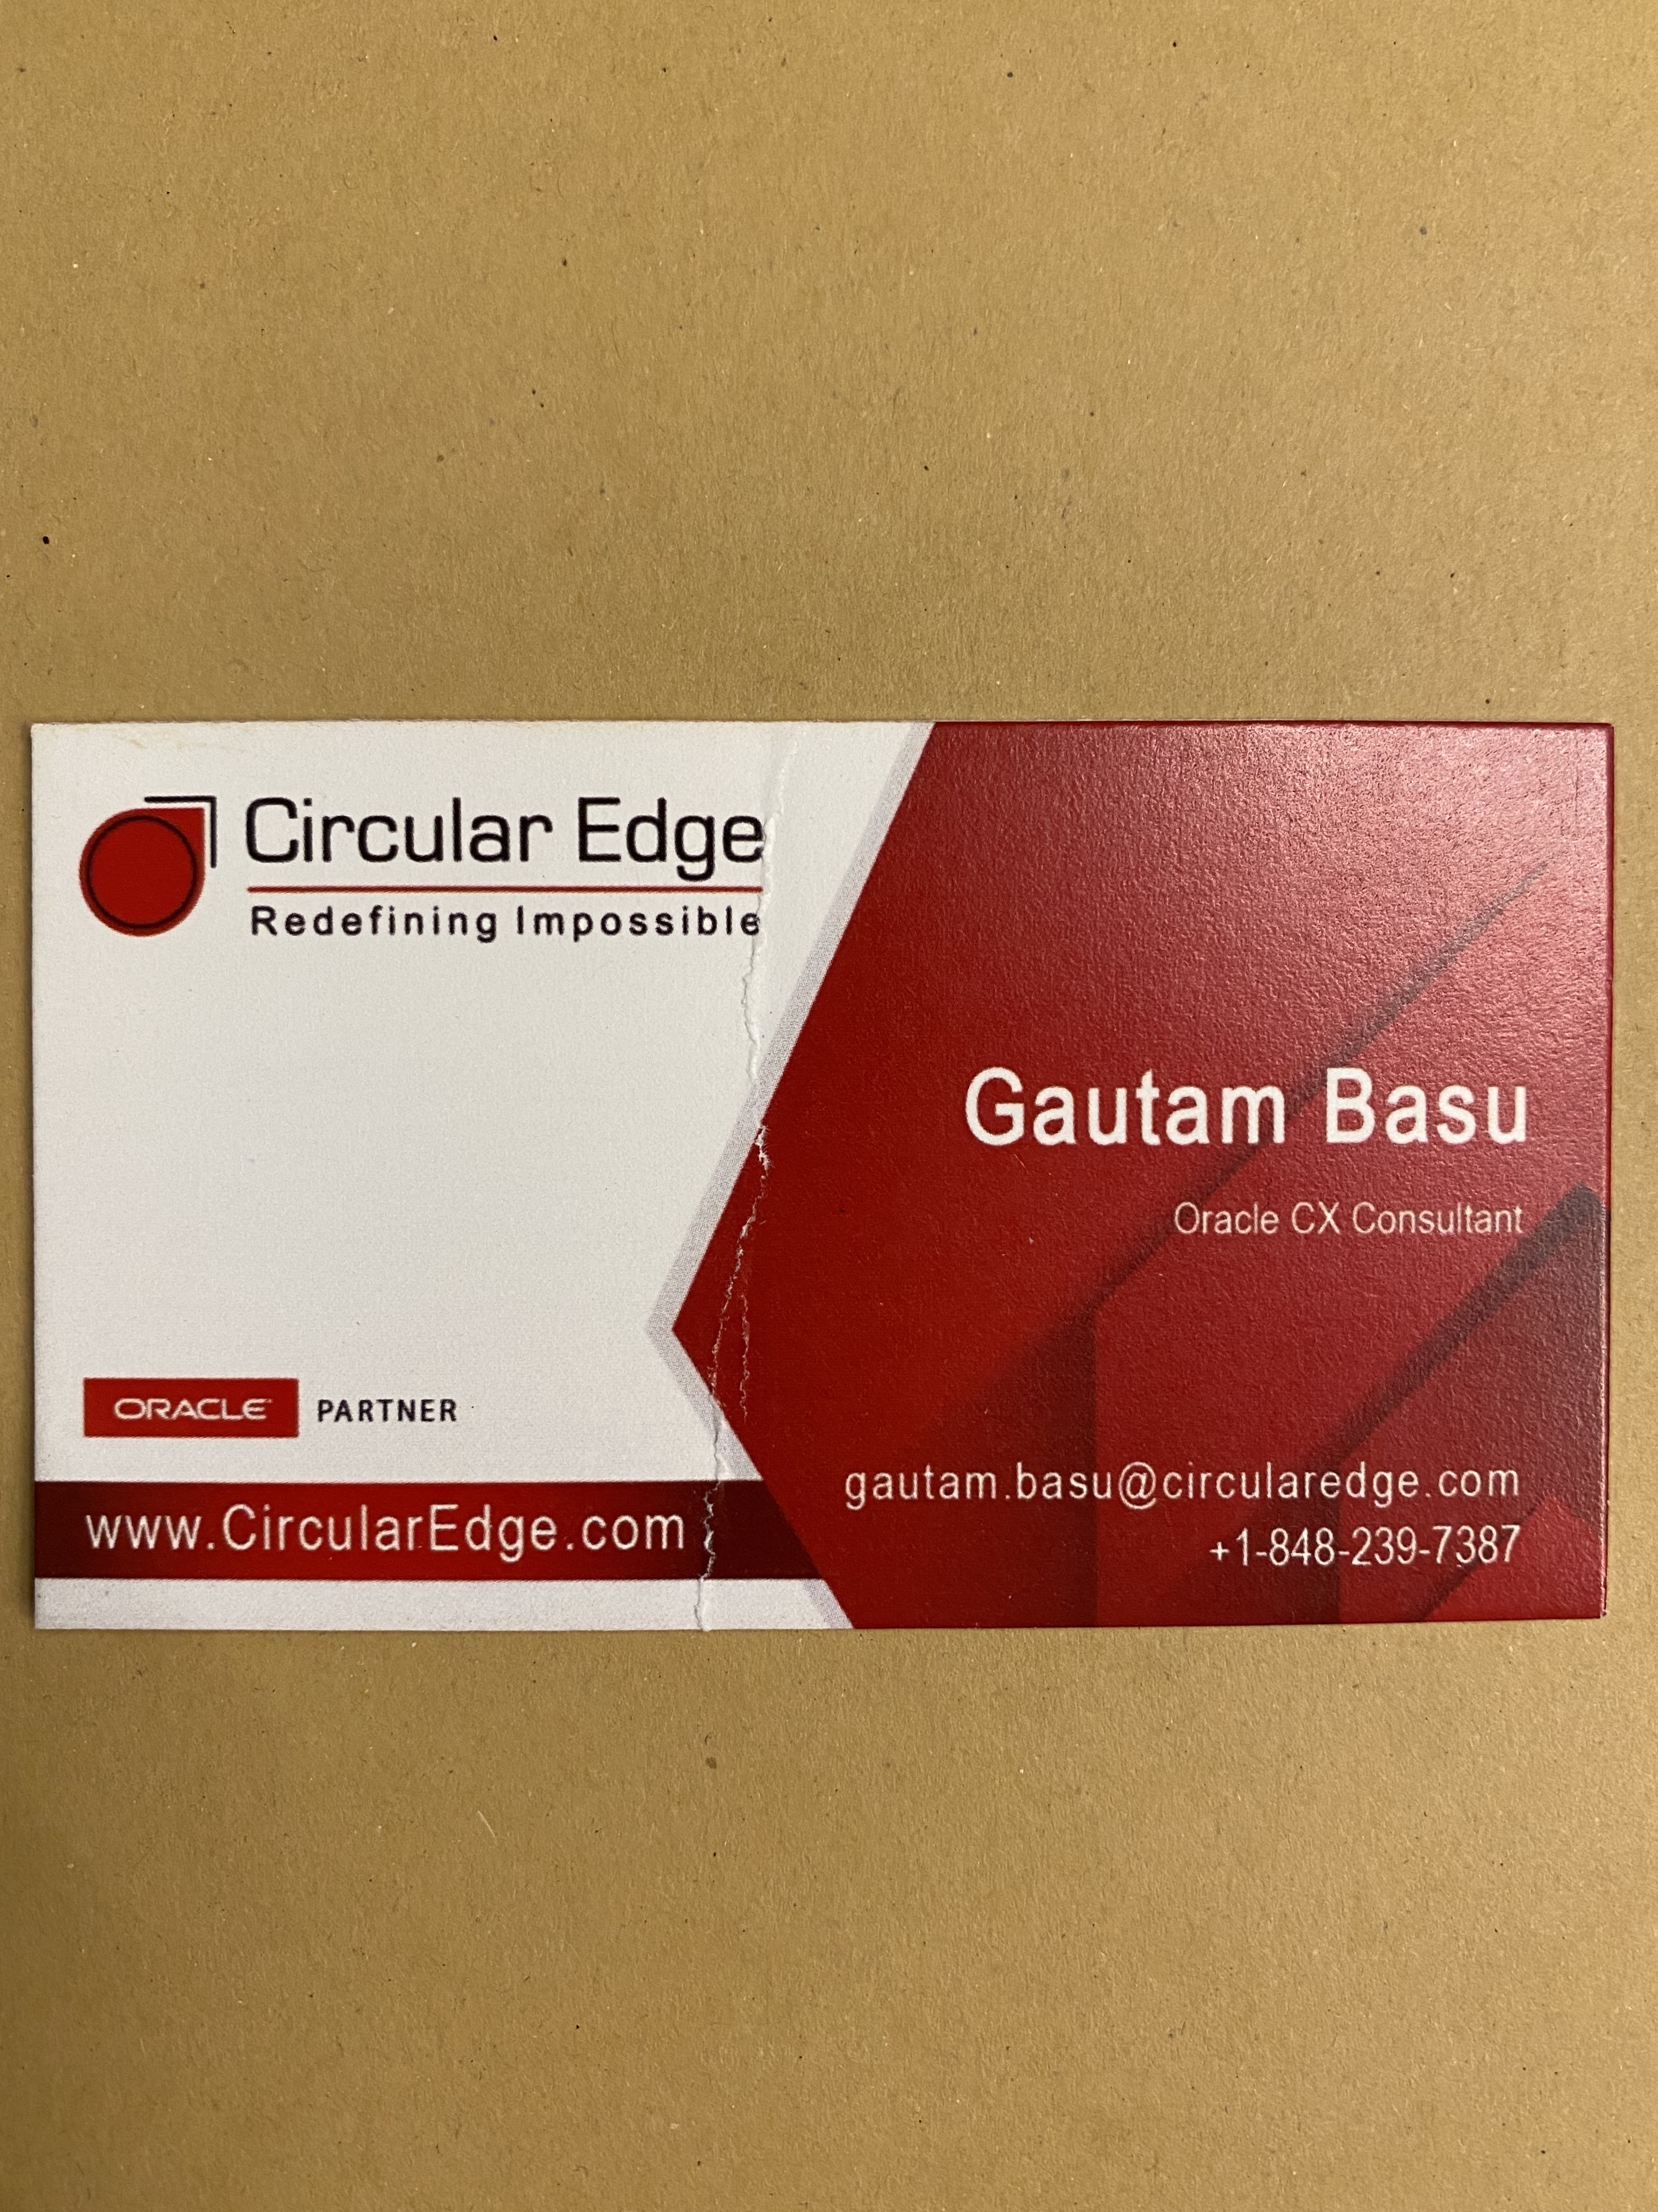 Circular Edge
Redefining Impossible
Gautam Basu
Oracle CX Consultant
ORACLE PARTNER
www.CircularEdge.com
gautam.basu@circularedge.com
+1-848-239-7387